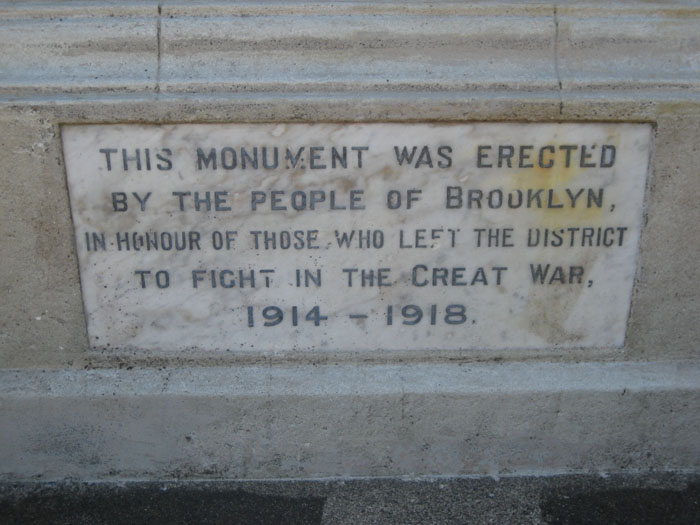 THIS MONUMENT WAS ERECTED
BY THE PEOPLE OF BROOKLYN,
IN HONOUR OF THOSE WHO LEFT THE DISTRICT
TO FIGHT IN THE GREAT WAR,
1914 - 1918.